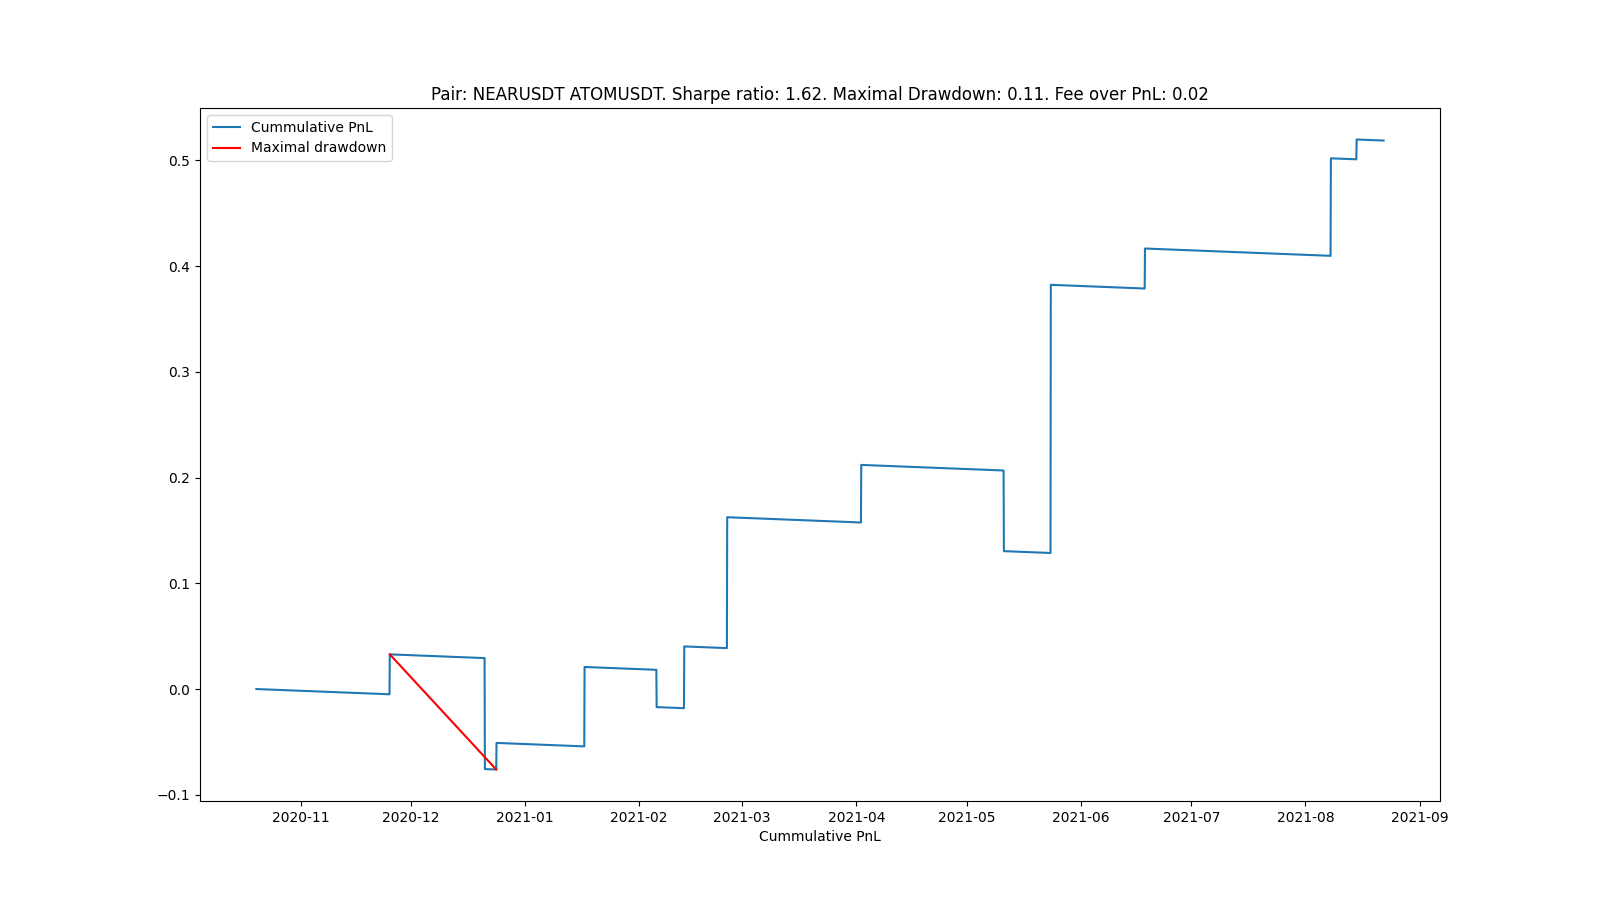 Pair: NEARUSDT ATOMUSDT. Sharpe ratio: 1.62. Maximal Drawdown: 0.11. Fee over PnL: 0.02
Cummulative PnL
Maximal drawdown
0.5
0.4
0.3
0.2
0.1
0.0
−0.1
2020-11 2020-12 2021-01 2021-02 2021-03 2021-04 2021-05 2021-06 2021-07 2021-08 2021-09
Cummulative PnL